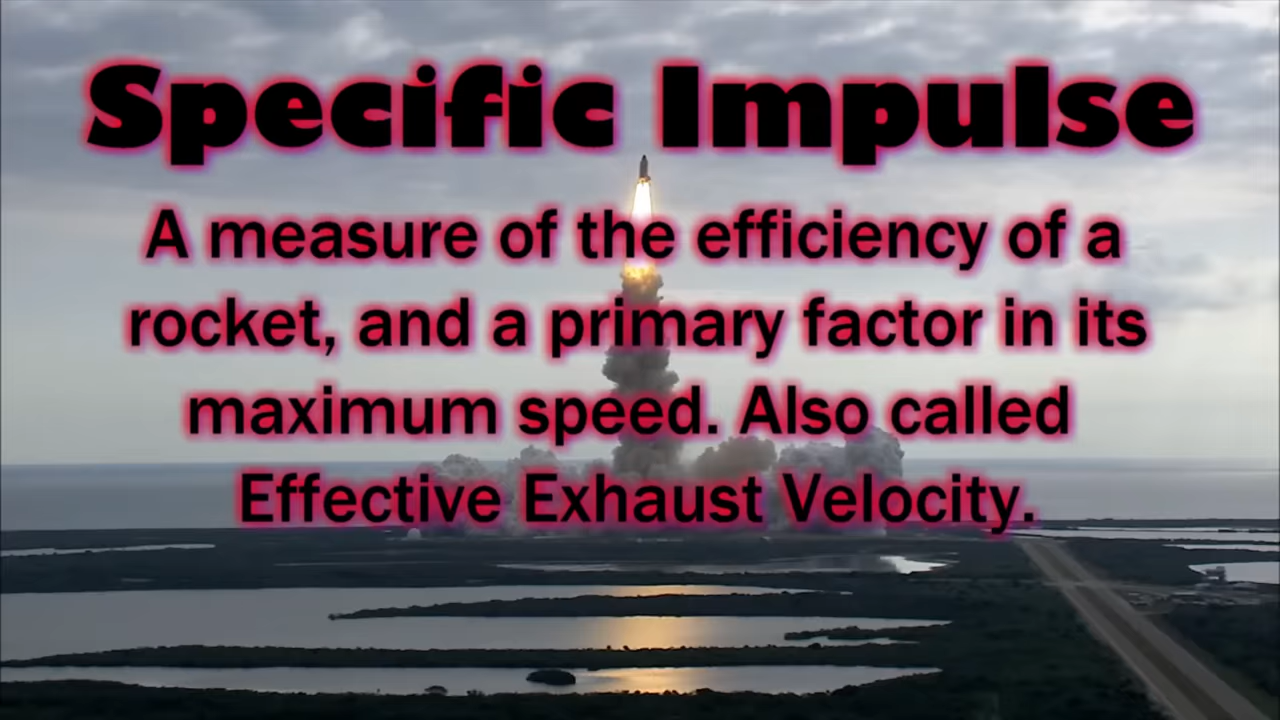 Specific Impulse
A measure of the efficiency of a
rocket, and a primary factor in its
maximum speed. Also called
Effective Exhaust Velocity.